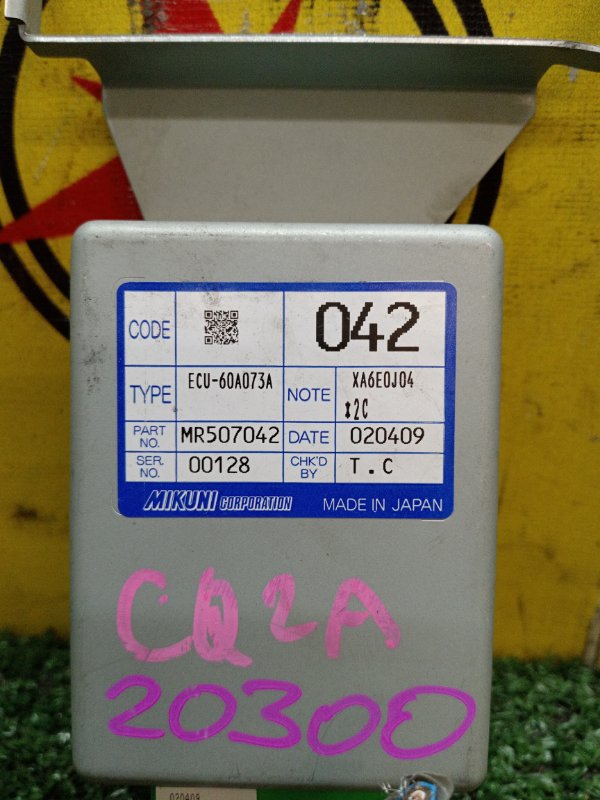 CODE 042
TYPE ECU-60A073A NOTE XA6E0J04
*2C
PART NO. MR507042 DATE 020409
SER. NO. 00128 CHK'D BY T.C
MIKUNI CORPORATION MADE IN JAPAN
CQ2A
20300
020409